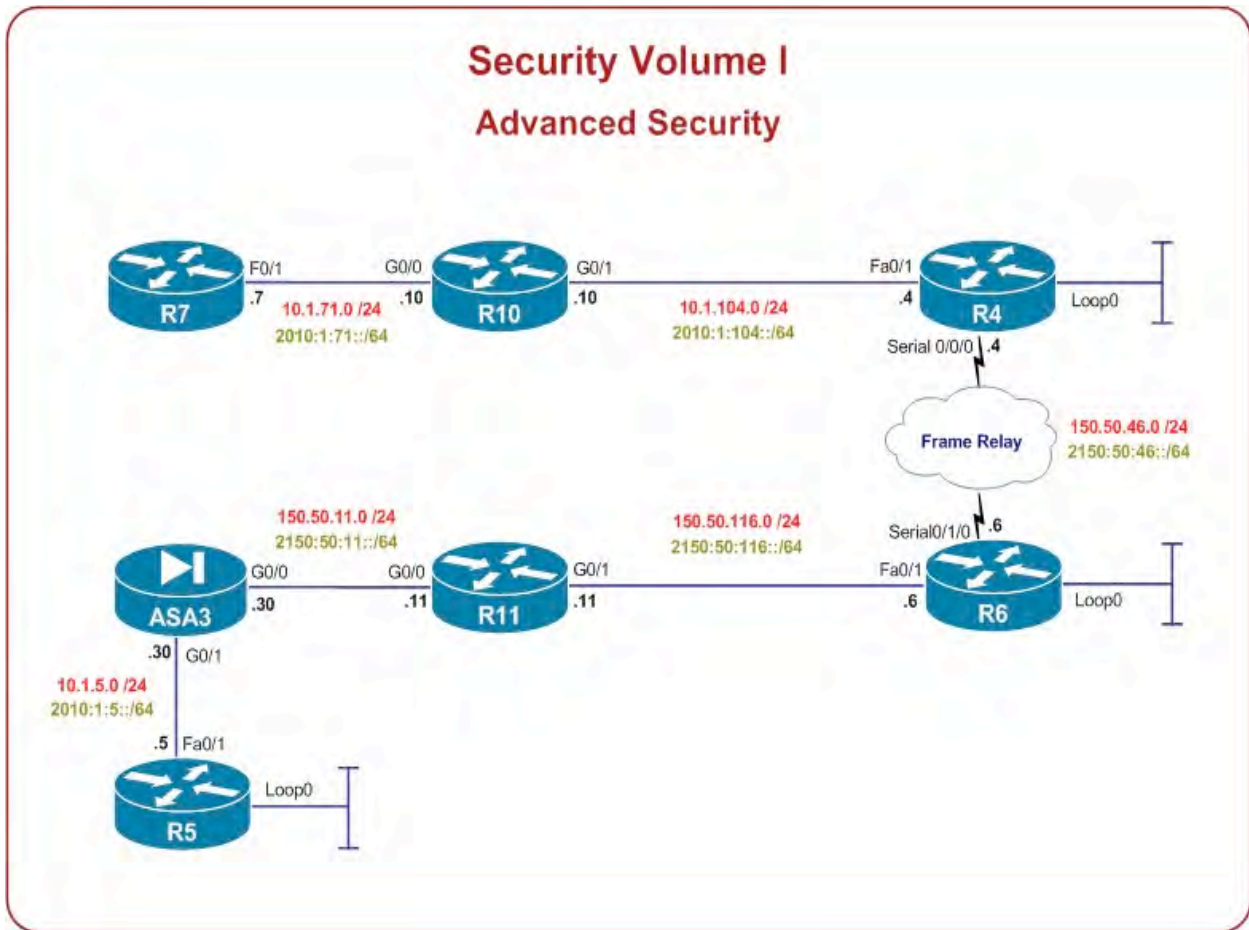 Security Volume I
Advanced Security
F0/1
G0/0
G0/1
Fa0/1
.7
10.1.71.0 /24
.10
.10
10.1.104.0 /24
.4
Loop0
R7
2010:1:71::/64
R10
2010:1:104::/64
R4
Serial 0/0/0
.4
Frame Relay
150.50.46.0 /24
2150:50:46::/64
150.50.11.0 /24
2150:50:11::/64
150.50.116.0 /24
2150:50:116::/64
Serial0/1/0
.6
G0/0
G0/0
G0/1
Fa0/1
.30
.11
.11
.6
Loop0
ASA3
R11
R6
.30
G0/1
10.1.5.0 /24
2010:1:5::/64
.5
Fa0/1
Loop0
R5